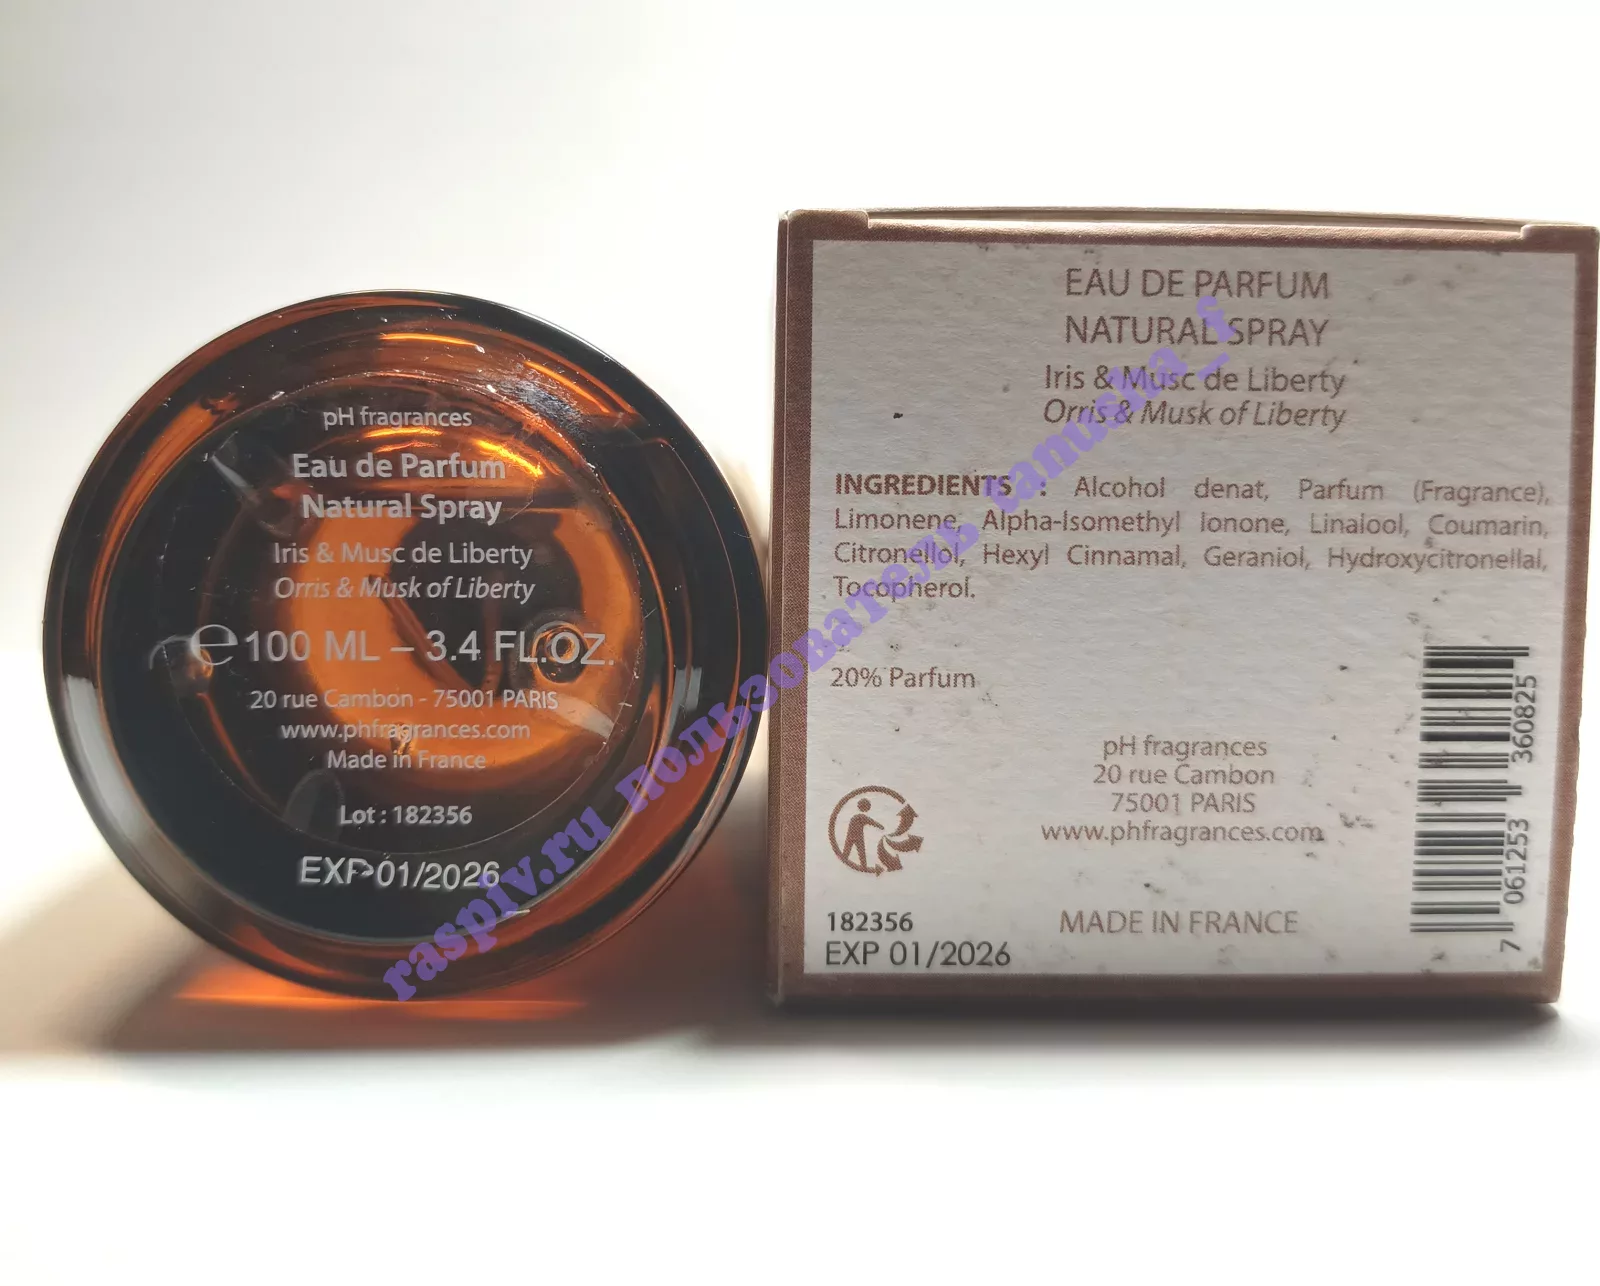 pH fragrances
Eau de Parfum
Natural Spray
Iris & Musc de Liberty
Orris & Musk of Liberty
℮ 100 ML – 3.4 FL.OZ.
20 rue Cambon - 75001 PARIS
www.phfragrances.com
Made in France
Lot : 182356
EXP 01/2026
EAU DE PARFUM
NATURAL SPRAY
Iris & Musc de Liberty
Orris & Musk of Liberty
INGREDIENTS : Alcohol denat, Parfum (Fragrance),
Limonene, Alpha-Isomethyl Ionone, Linalool, Coumarin,
Citronellol, Hexyl Cinnamal, Geraniol, Hydroxycitronellal,
Tocopherol.
20% Parfum
pH fragrances
20 rue Cambon
75001 PARIS
www.phfragrances.com
182356
EXP 01/2026
MADE IN FRANCE
7 061253 360825
raspiv.ru пользователь tanusha_f